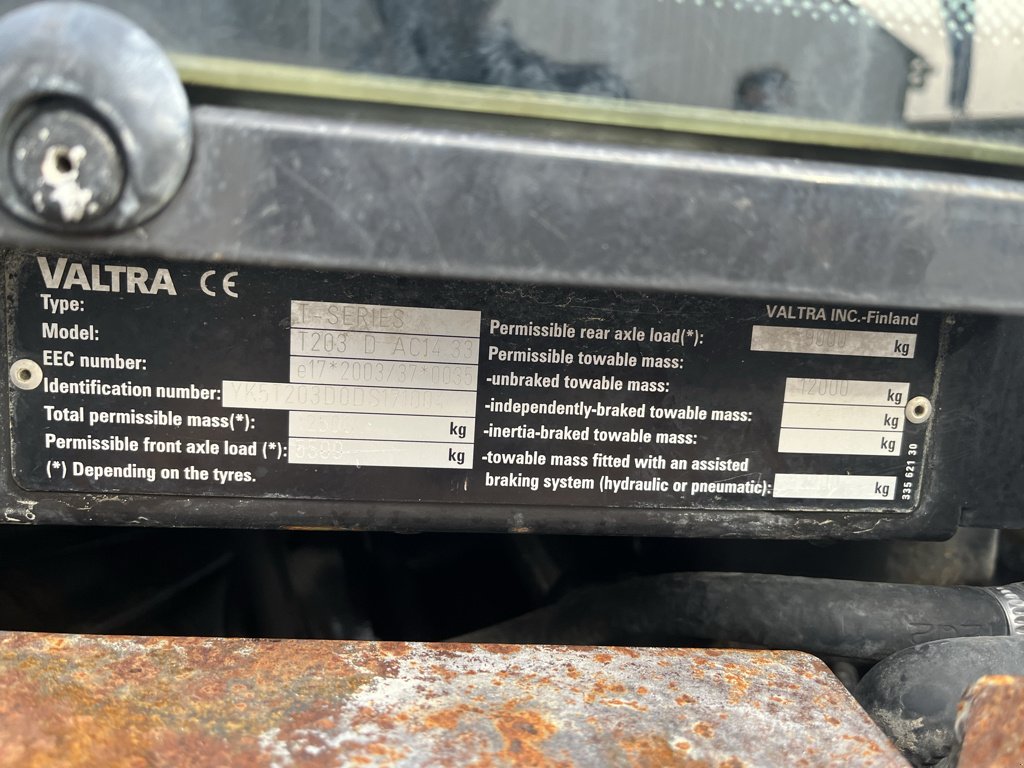 VALTRA CE
Type: T-SERIES
Model: T203 D AC14.33
EEC number: e17*2003/37*0035
Identification number:
Total permissible mass(*): kg
Permissible front axle load (*): kg
(*) Depending on the tyres.
VALTRA INC.-Finland
Permissible rear axle load(*): 9000 kg
Permissible towable mass:
-unbraked towable mass: 12000 kg
-independently-braked towable mass: kg
-inertia-braked towable mass: kg
-towable mass fitted with an assisted
braking system (hydraulic or pneumatic): kg
335 621 30